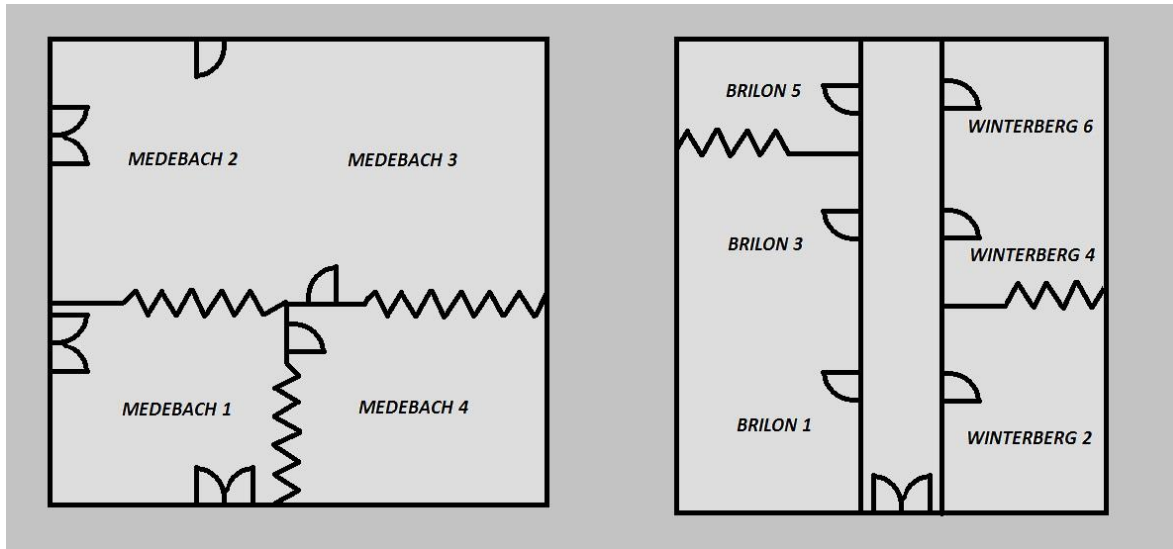 MEDEBACH 2
MEDEBACH 3
MEDEBACH 1
MEDEBACH 4
BRILON 5
WINTERBERG 6
BRILON 3
WINTERBERG 4
BRILON 1
WINTERBERG 2